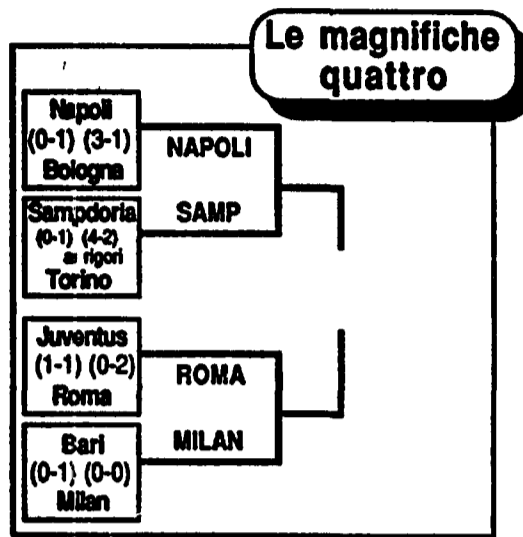 Le magnifiche
quattro
Napoli
(0-1) (3-1)
Bologna
NAPOLI
SAMP
Sampdoria
(0-1) (4-2)
ai rigori
Torino
Juventus
(1-1) (0-2)
Roma
ROMA
MILAN
Bari
(0-1) (0-0)
Milan